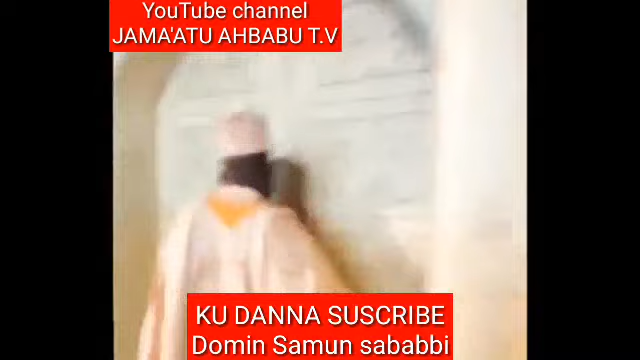 YouTube channel
JAMA'ATU AHBABU T.V
KU DANNA SUSCRIBE
Domin Samun sababbi